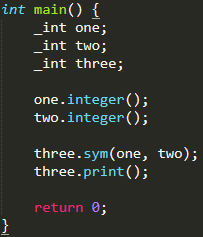 int main() {
    _int one;
    _int two;
    _int three;

    one.integer();
    two.integer();

    three.sym(one, two);
    three.print();

    return 0;
}